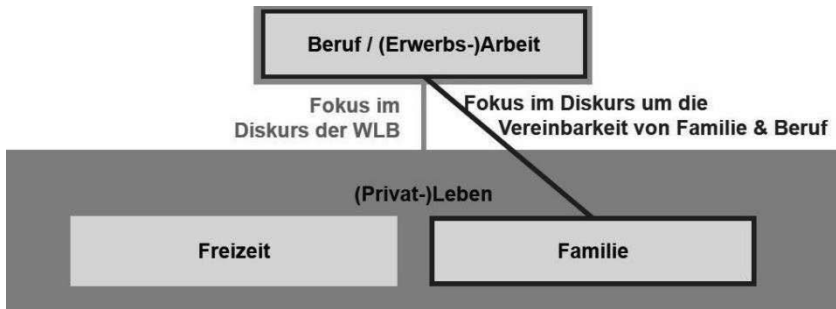 Beruf / (Erwerbs-)Arbeit
Fokus im
Diskurs der WLB
Fokus im Diskurs um die
Vereinbarkeit von Familie & Beruf
(Privat-)Leben
Freizeit
Familie